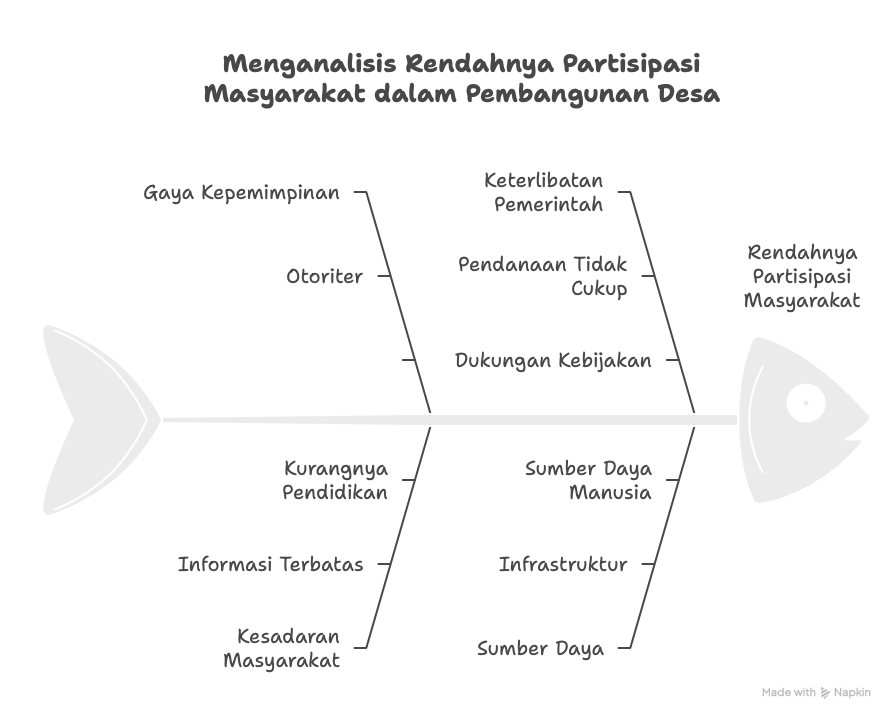 Menganalisis Rendahnya Partisipasi
Masyarakat dalam Pembangunan Desa
Gaya Kepemimpinan
Otoriter
Keterlibatan
Pemerintah
Pendanaan Tidak
Cukup
Dukungan Kebijakan
Rendahnya
Partisipasi
Masyarakat
Kurangnya
Pendidikan
Informasi Terbatas
Kesadaran
Masyarakat
Sumber Daya
Manusia
Infrastruktur
Sumber Daya
Made with Napkin